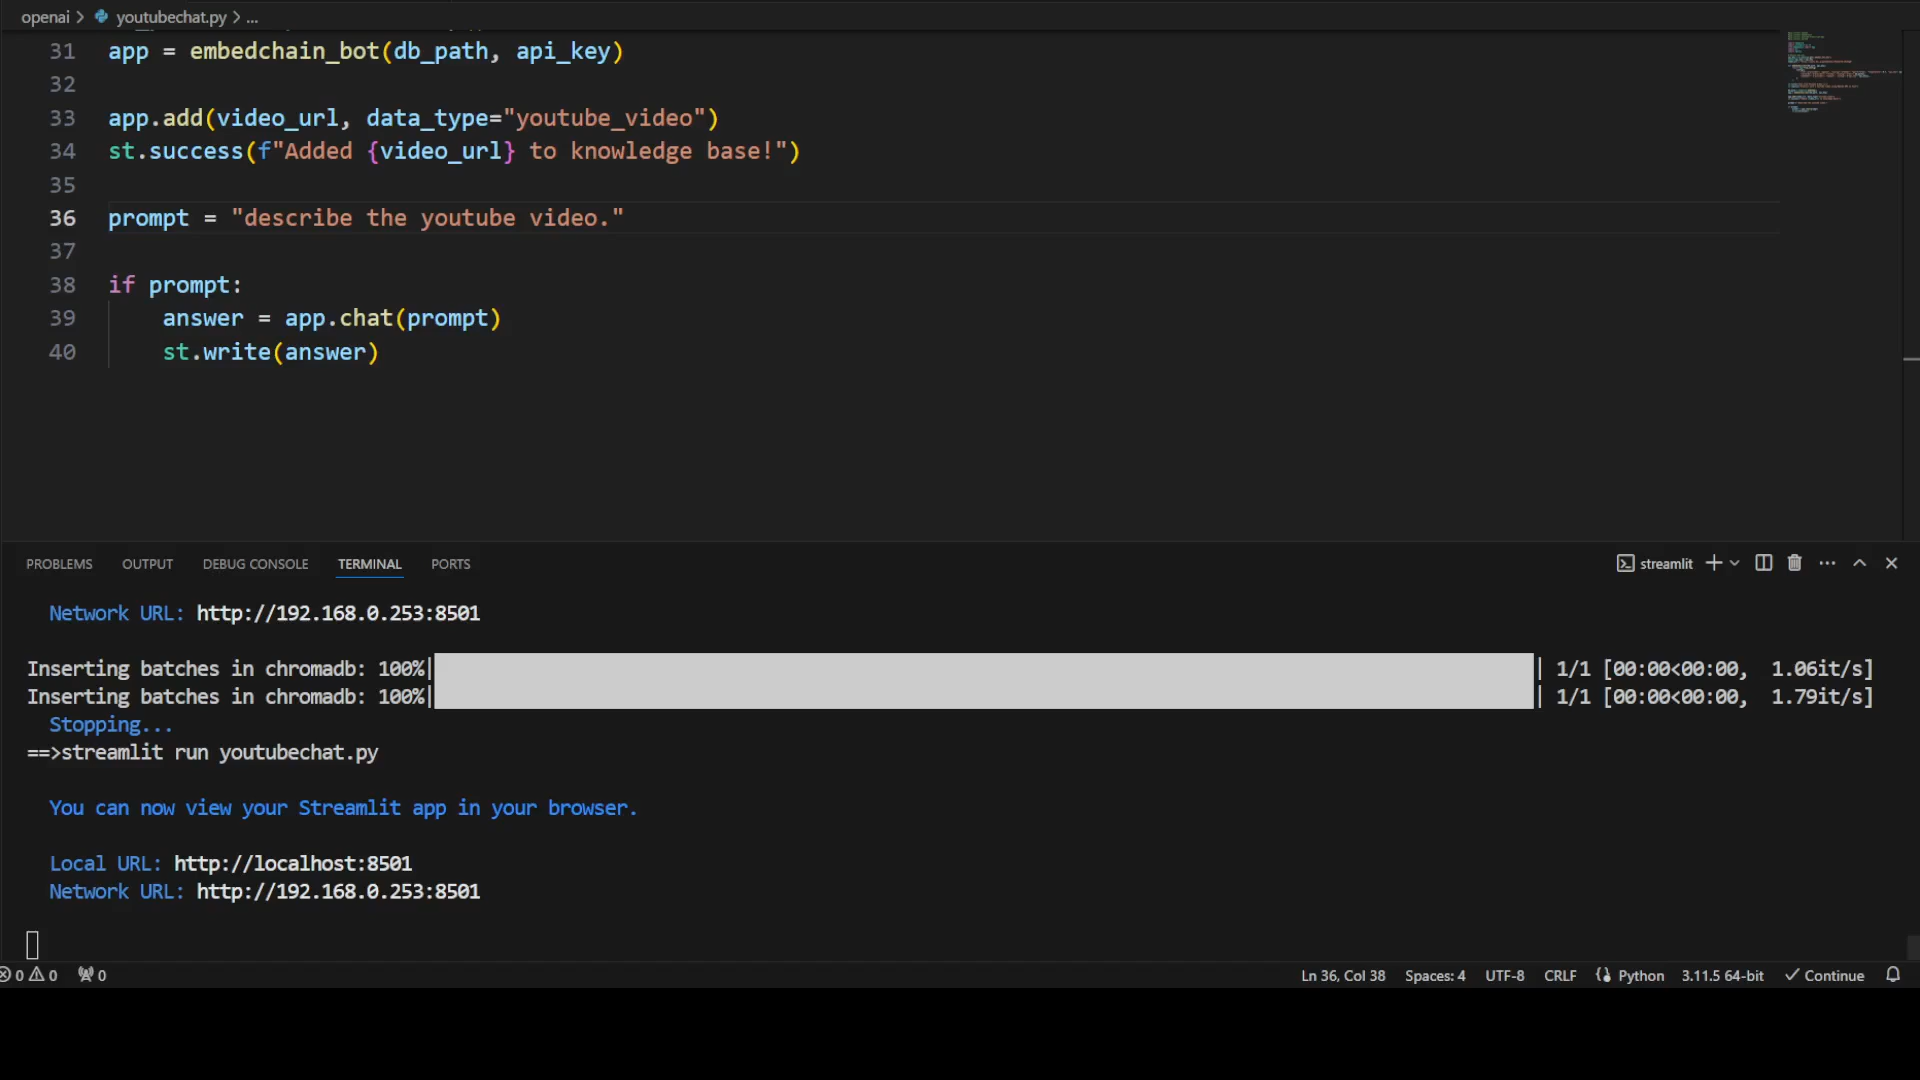 openai > youtubechat.py > ...
31 app = embedchain_bot(db_path, api_key)
32
33 app.add(video_url, data_type="youtube_video")
34 st.success(f"Added {video_url} to knowledge base!")
35
36 prompt = "describe the youtube video."
37
38 if prompt:
39 answer = app.chat(prompt)
40 st.write(answer)
PROBLEMS OUTPUT DEBUG CONSOLE TERMINAL PORTS streamlit
Network URL: http://192.168.0.253:8501
Inserting batches in chromadb: 100%| | 1/1 [00:00<00:00, 1.06it/s]
Inserting batches in chromadb: 100%| | 1/1 [00:00<00:00, 1.79it/s]
Stopping...
==>streamlit run youtubechat.py
You can now view your Streamlit app in your browser.
Local URL: http://localhost:8501
Network URL: http://192.168.0.253:8501
0 0 0 Ln 36, Col 38 Spaces: 4 UTF-8 CRLF Python 3.11.5 64-bit Continue